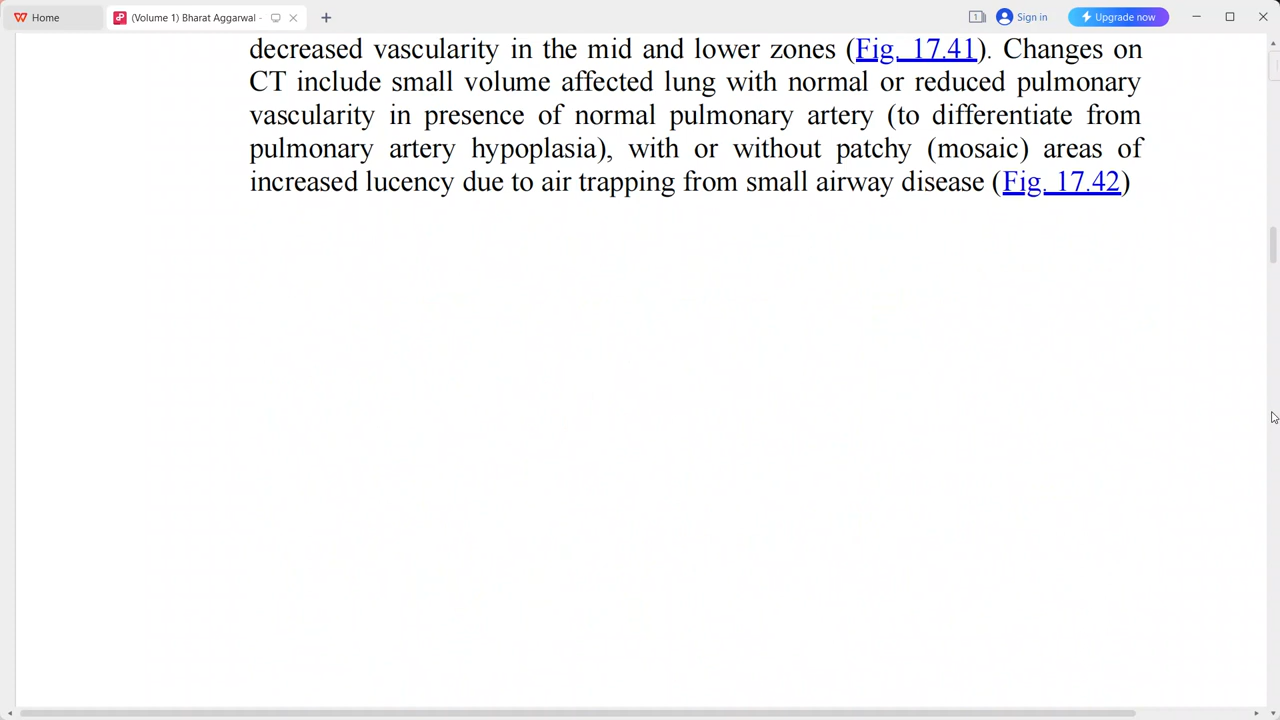 Home
(Volume 1) Bharat Aggarwal -
1
Sign in
Upgrade now
decreased vascularity in the mid and lower zones (Fig. 17.41). Changes on
CT include small volume affected lung with normal or reduced pulmonary
vascularity in presence of normal pulmonary artery (to differentiate from
pulmonary artery hypoplasia), with or without patchy (mosaic) areas of
increased lucency due to air trapping from small airway disease (Fig. 17.42)